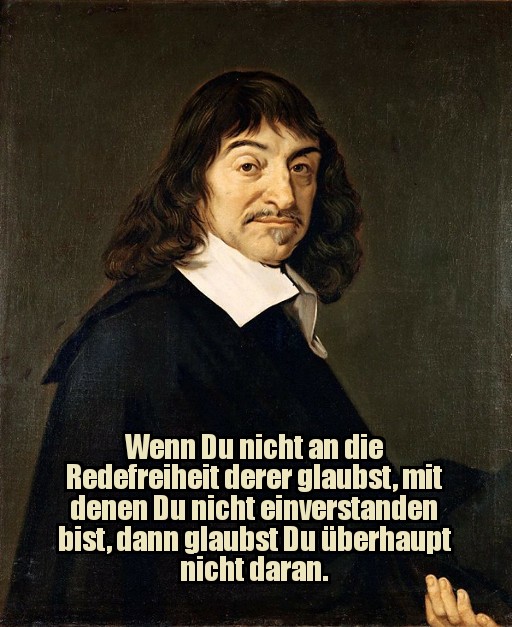 Wenn Du nicht an die
Redefreiheit derer glaubst, mit
denen Du nicht einverstanden
bist, dann glaubst Du überhaupt
nicht daran.